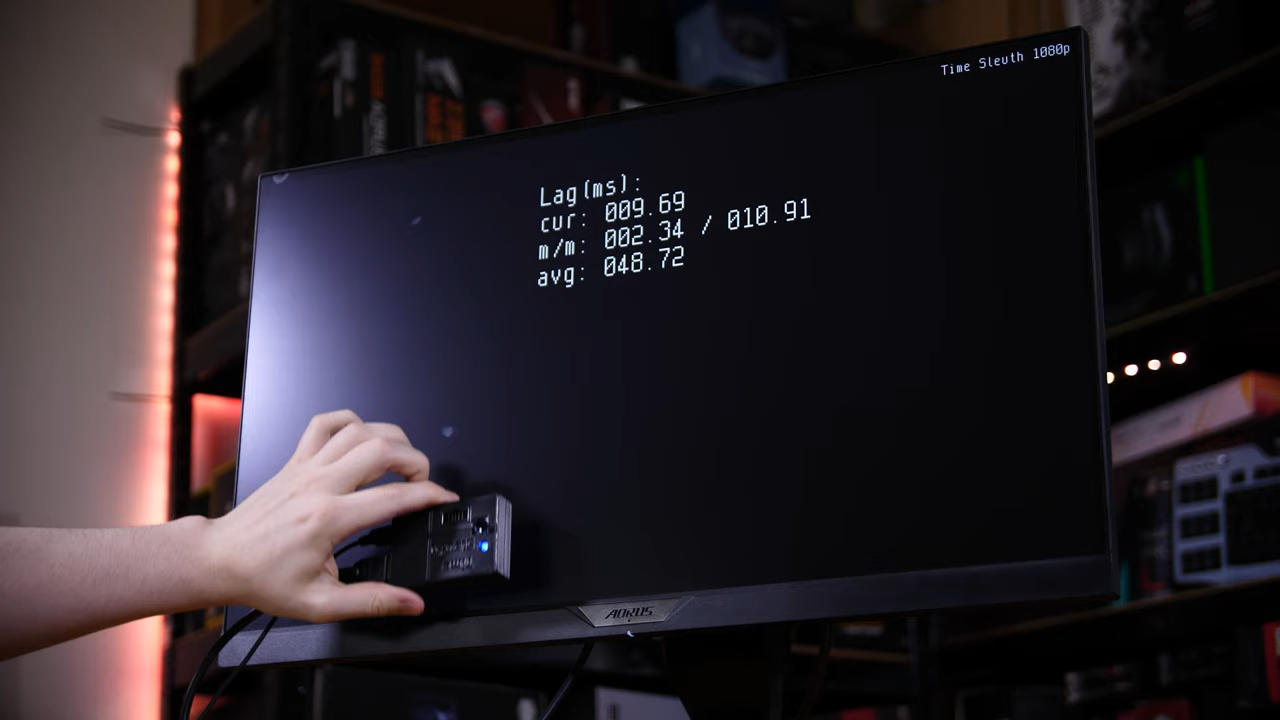 Time Sleuth 1080p
Lag(ms):
cur: 009.69
m/m: 002.34 / 010.91
avg: 048.72
AORUS